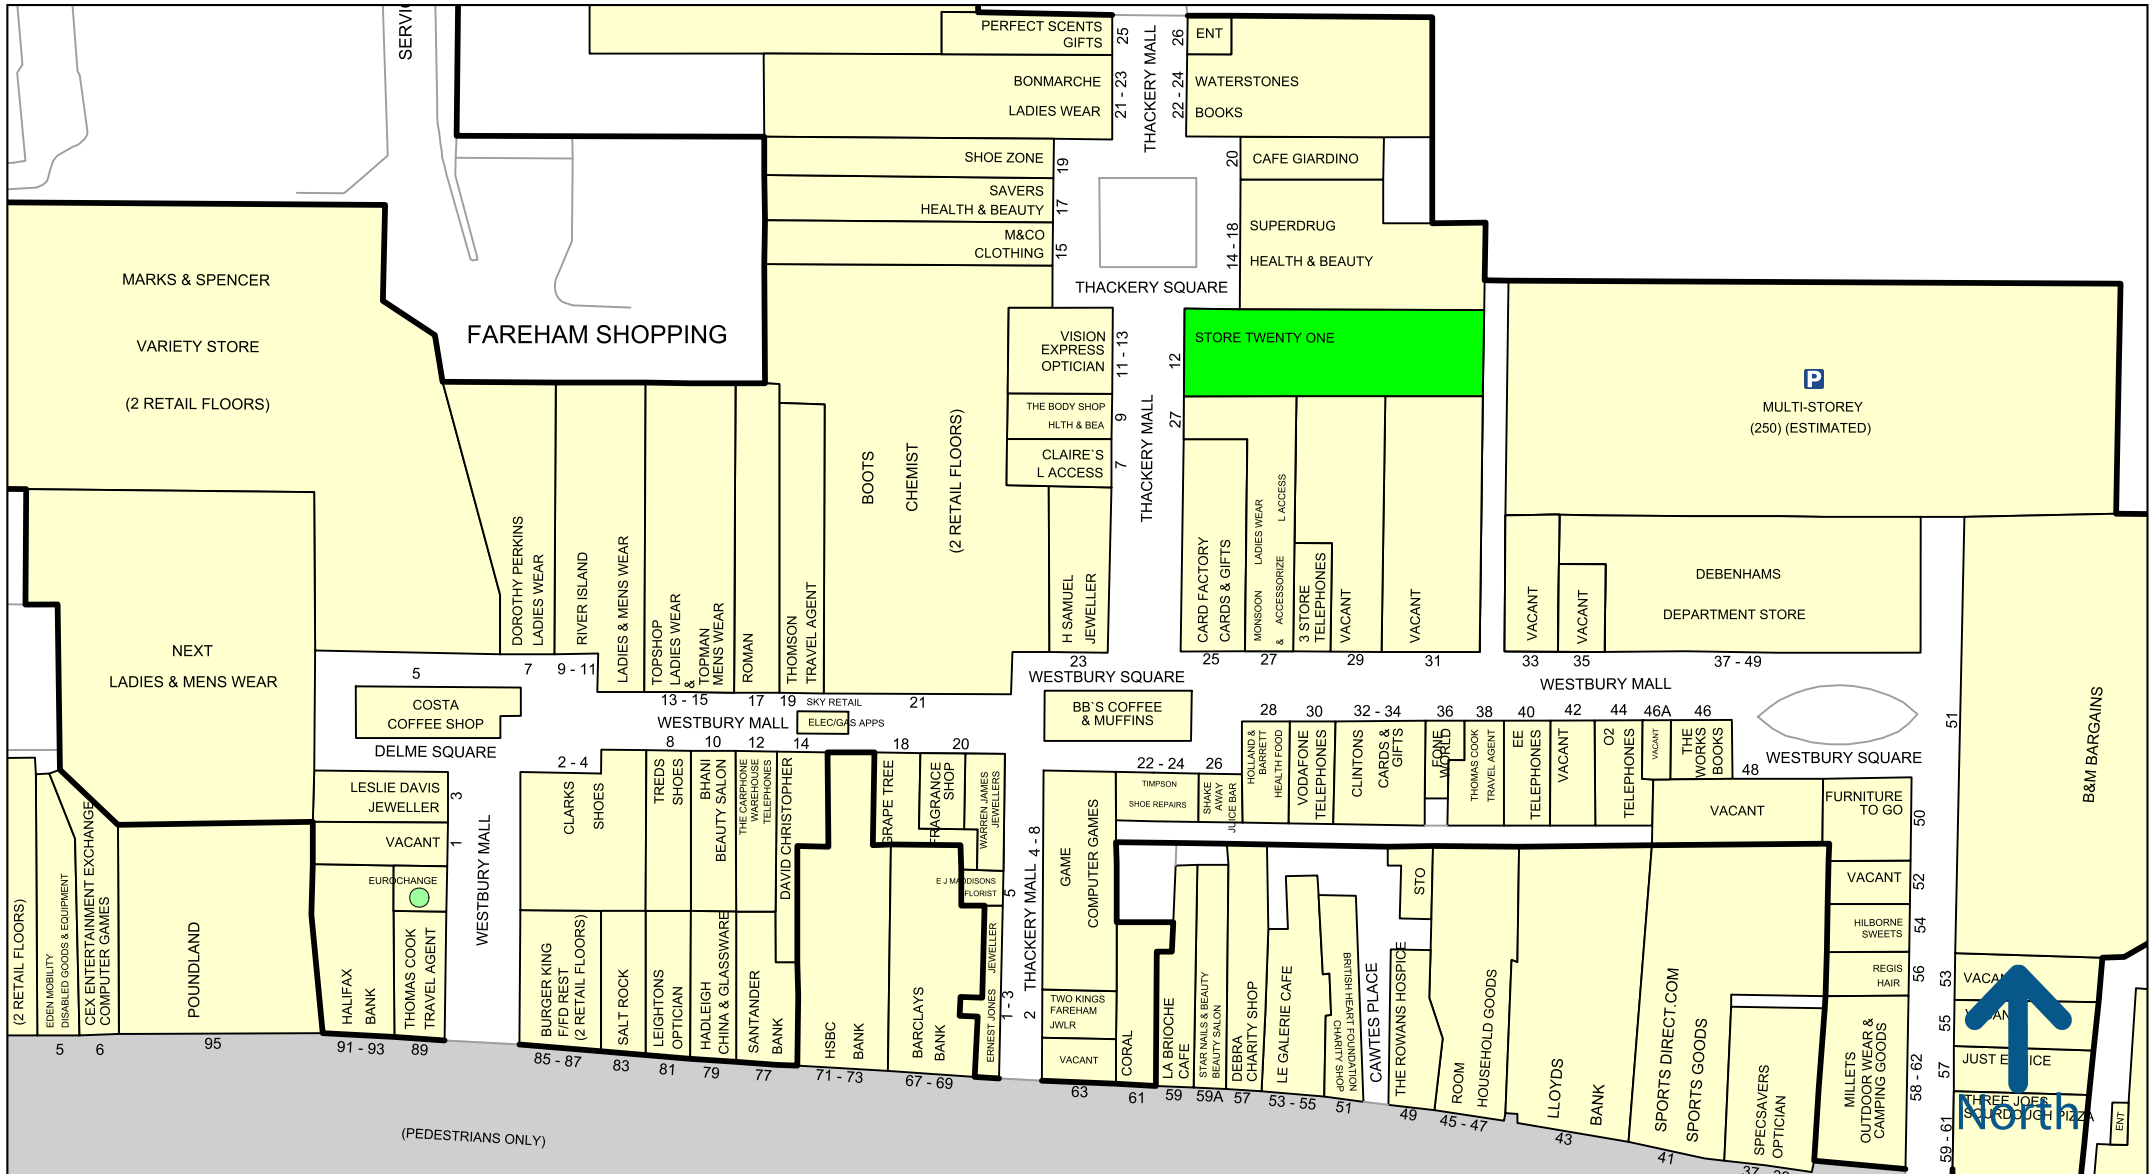 SERVIC
PERFECT SCENTS
GIFTS
25
THACKERY MALL
26
ENT
BONMARCHE
LADIES WEAR
21 - 23
22 - 24
WATERSTONES
BOOKS
SHOE ZONE
19
20
CAFE GIARDINO
SAVERS
HEALTH & BEAUTY
17
M&CO
CLOTHING
15
14 - 18
SUPERDRUG
HEALTH & BEAUTY
THACKERY SQUARE
MARKS & SPENCER
VARIETY STORE
(2 RETAIL FLOORS)
FAREHAM SHOPPING
VISION
EXPRESS
OPTICIAN
11 - 13
12
STORE TWENTY ONE
THE BODY SHOP
HLTH & BEA
9
THACKERY MALL
27
CLAIRE`S
L ACCESS
7
P
MULTI-STOREY
(250) (ESTIMATED)
BOOTS
CHEMIST
(2 RETAIL FLOORS)
NEXT
LADIES & MENS WEAR
DOROTHY PERKINS
LADIES WEAR
7
RIVER ISLAND
LADIES & MENS WEAR
9 - 11
TOPSHOP
LADIES WEAR
&
TOPMAN
MENS WEAR
13 - 15
ROMAN
17
THOMSON
TRAVEL AGENT
19
SKY RETAIL
ELEC/GAS APPS
21
H SAMUEL
JEWELLER
23
CARD FACTORY
CARDS & GIFTS
25
MONSOON LADIES WEAR
& ACCESSORIZE L ACCESS
27
3 STORE
TELEPHONES
VACANT
29
VACANT
31
VACANT
33
VACANT
35
DEBENHAMS
DEPARTMENT STORE
37 - 49
B&M BARGAINS
51
5
COSTA
COFFEE SHOP
DELME SQUARE
WESTBURY MALL
WESTBURY SQUARE
BB`S COFFEE
& MUFFINS
WESTBURY MALL
WESTBURY SQUARE
LESLIE DAVIS
JEWELLER
3
VACANT
1
WESTBURY MALL
EUROCHANGE
(2 RETAIL FLOORS)
EDEN MOBILITY
DISABLED GOODS & EQUIPMENT
5
CEX ENTERTAINMENT EXCHANGE
COMPUTER GAMES
6
POUNDLAND
95
HALIFAX
BANK
91 - 93
THOMAS COOK
TRAVEL AGENT
89
2 - 4
CLARKS
SHOES
8
TREDS
SHOES
10
BHANI
BEAUTY SALON
12
THE CARPHONE
WAREHOUSE
TELEPHONES
14
DAVID CHRISTOPHER
18
GRAPE TREE
20
FRAGRANCE
SHOP
WARREN JAMES
JEWELLERS
E J MADDISONS
FLORIST
5
ERNEST JONES JEWELLER
1 - 3
BURGER KING
F/FD REST
(2 RETAIL FLOORS)
85 - 87
SALT ROCK
83
LEIGHTONS
OPTICIAN
81
HADLEIGH
CHINA & GLASSWARE
79
SANTANDER
BANK
77
HSBC
BANK
71 - 73
BARCLAYS
BANK
67 - 69
THACKERY MALL
4 - 8
2
GAME
COMPUTER GAMES
TWO KINGS
FAREHAM
JWLR
VACANT
63
22 - 24
TIMPSON
SHOE REPAIRS
26
SHAKE
AWAY
JUICE BAR
28
HOLLAND &
BARRETT
HEALTH FOOD
30
VODAFONE
TELEPHONES
32 - 34
CLINTONS
CARDS &
GIFTS
36
FONE
WORLD
38
THOMAS COOK
TRAVEL AGENT
40
EE
TELEPHONES
42
VACANT
44
O2
TELEPHONES
46A
VACANT
46
THE
WORKS
BOOKS
48
VACANT
FURNITURE
TO GO
50
VACANT
52
HILBORNE
SWEETS
54
REGIS
HAIR
56
MILLETS
OUTDOOR WEAR &
CAMPING GOODS
58 - 62
CORAL
61
LA BRIOCHE
CAFE
59
STAR NAILS & BEAUTY
BEAUTY SALON
59A
DEBRA
CHARITY SHOP
57
LE GALERIE CAFE
53 - 55
BRITISH HEART FOUNDATION
CHARITY SHOP
51
CAWTES PLACE
STO
THE ROWANS HOSPICE
49
ROOM
HOUSEHOLD GOODS
45 - 47
LLOYDS
BANK
43
SPORTS DIRECT.COM
SPORTS GOODS
41
SPECSAVERS
OPTICIAN
37
53
55
JUST
57
THREE JOES
SOURDOUGH PIZZA
59 - 61
ENT
North
(PEDESTRIANS ONLY)